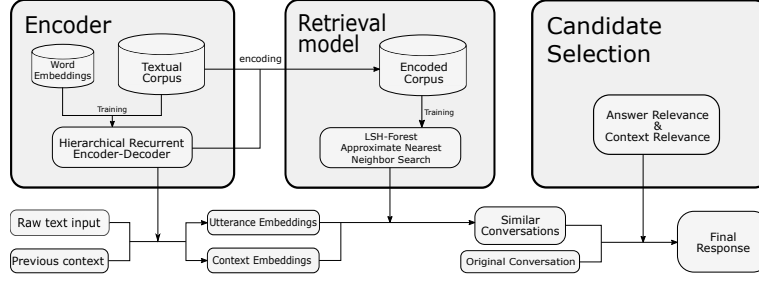 Encoder
Word
Embeddings
Textual
Corpus
Training
Hierarchical Recurrent
Encoder-Decoder
encoding
Retrieval
model
Encoded
Corpus
Training
LSH-Forest
Approximate Nearest
Neighbor Search
Candidate
Selection
Answer Relevance
&
Context Relevance
Raw text input
Previous context
Utterance Embeddings
Context Embeddings
Similar
Conversations
Original Conversation
Final
Response